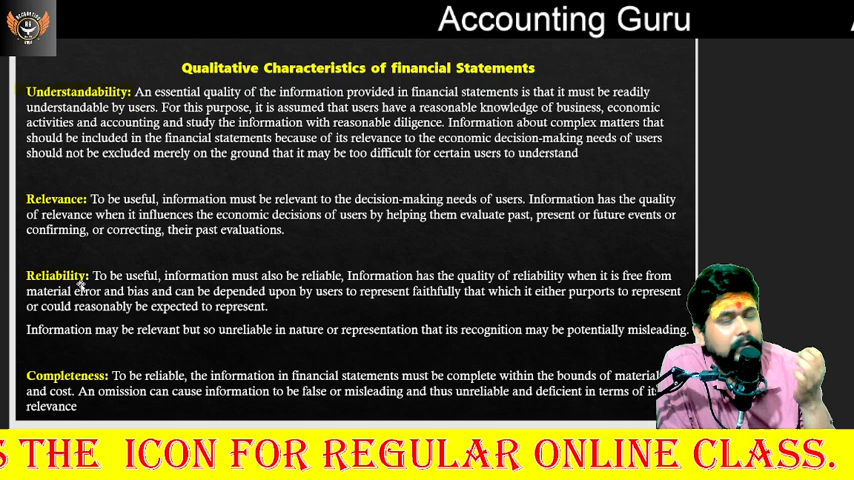 Accounting Guru
Qualitative Characteristics of financial Statements
Understandability: An essential quality of the information provided in financial statements is that it must be readily
understandable by users. For this purpose, it is assumed that users have a reasonable knowledge of business, economic
activities and accounting and study the information with reasonable diligence. Information about complex matters that
should be included in the financial statements because of its relevance to the economic decision-making needs of users
should not be excluded merely on the ground that it may be too difficult for certain users to understand
Relevance: To be useful, information must be relevant to the decision-making needs of users. Information has the quality
of relevance when it influences the economic decisions of users by helping them evaluate past, present or future events or
confirming, or correcting, their past evaluations.
Reliability: To be useful, information must also be reliable, Information has the quality of reliability when it is free from
material error and bias and can be depended upon by users to represent faithfully that which it either purports to represent
or could reasonably be expected to represent.
Information may be relevant but so unreliable in nature or representation that its recognition may be potentially misleading.
Completeness: To be reliable, the information in financial statements must be complete within the bounds of material
and cost. An omission can cause information to be false or misleading and thus unreliable and deficient in terms of
relevance
S THE ICON FOR REGULAR ONLINE CLASS.